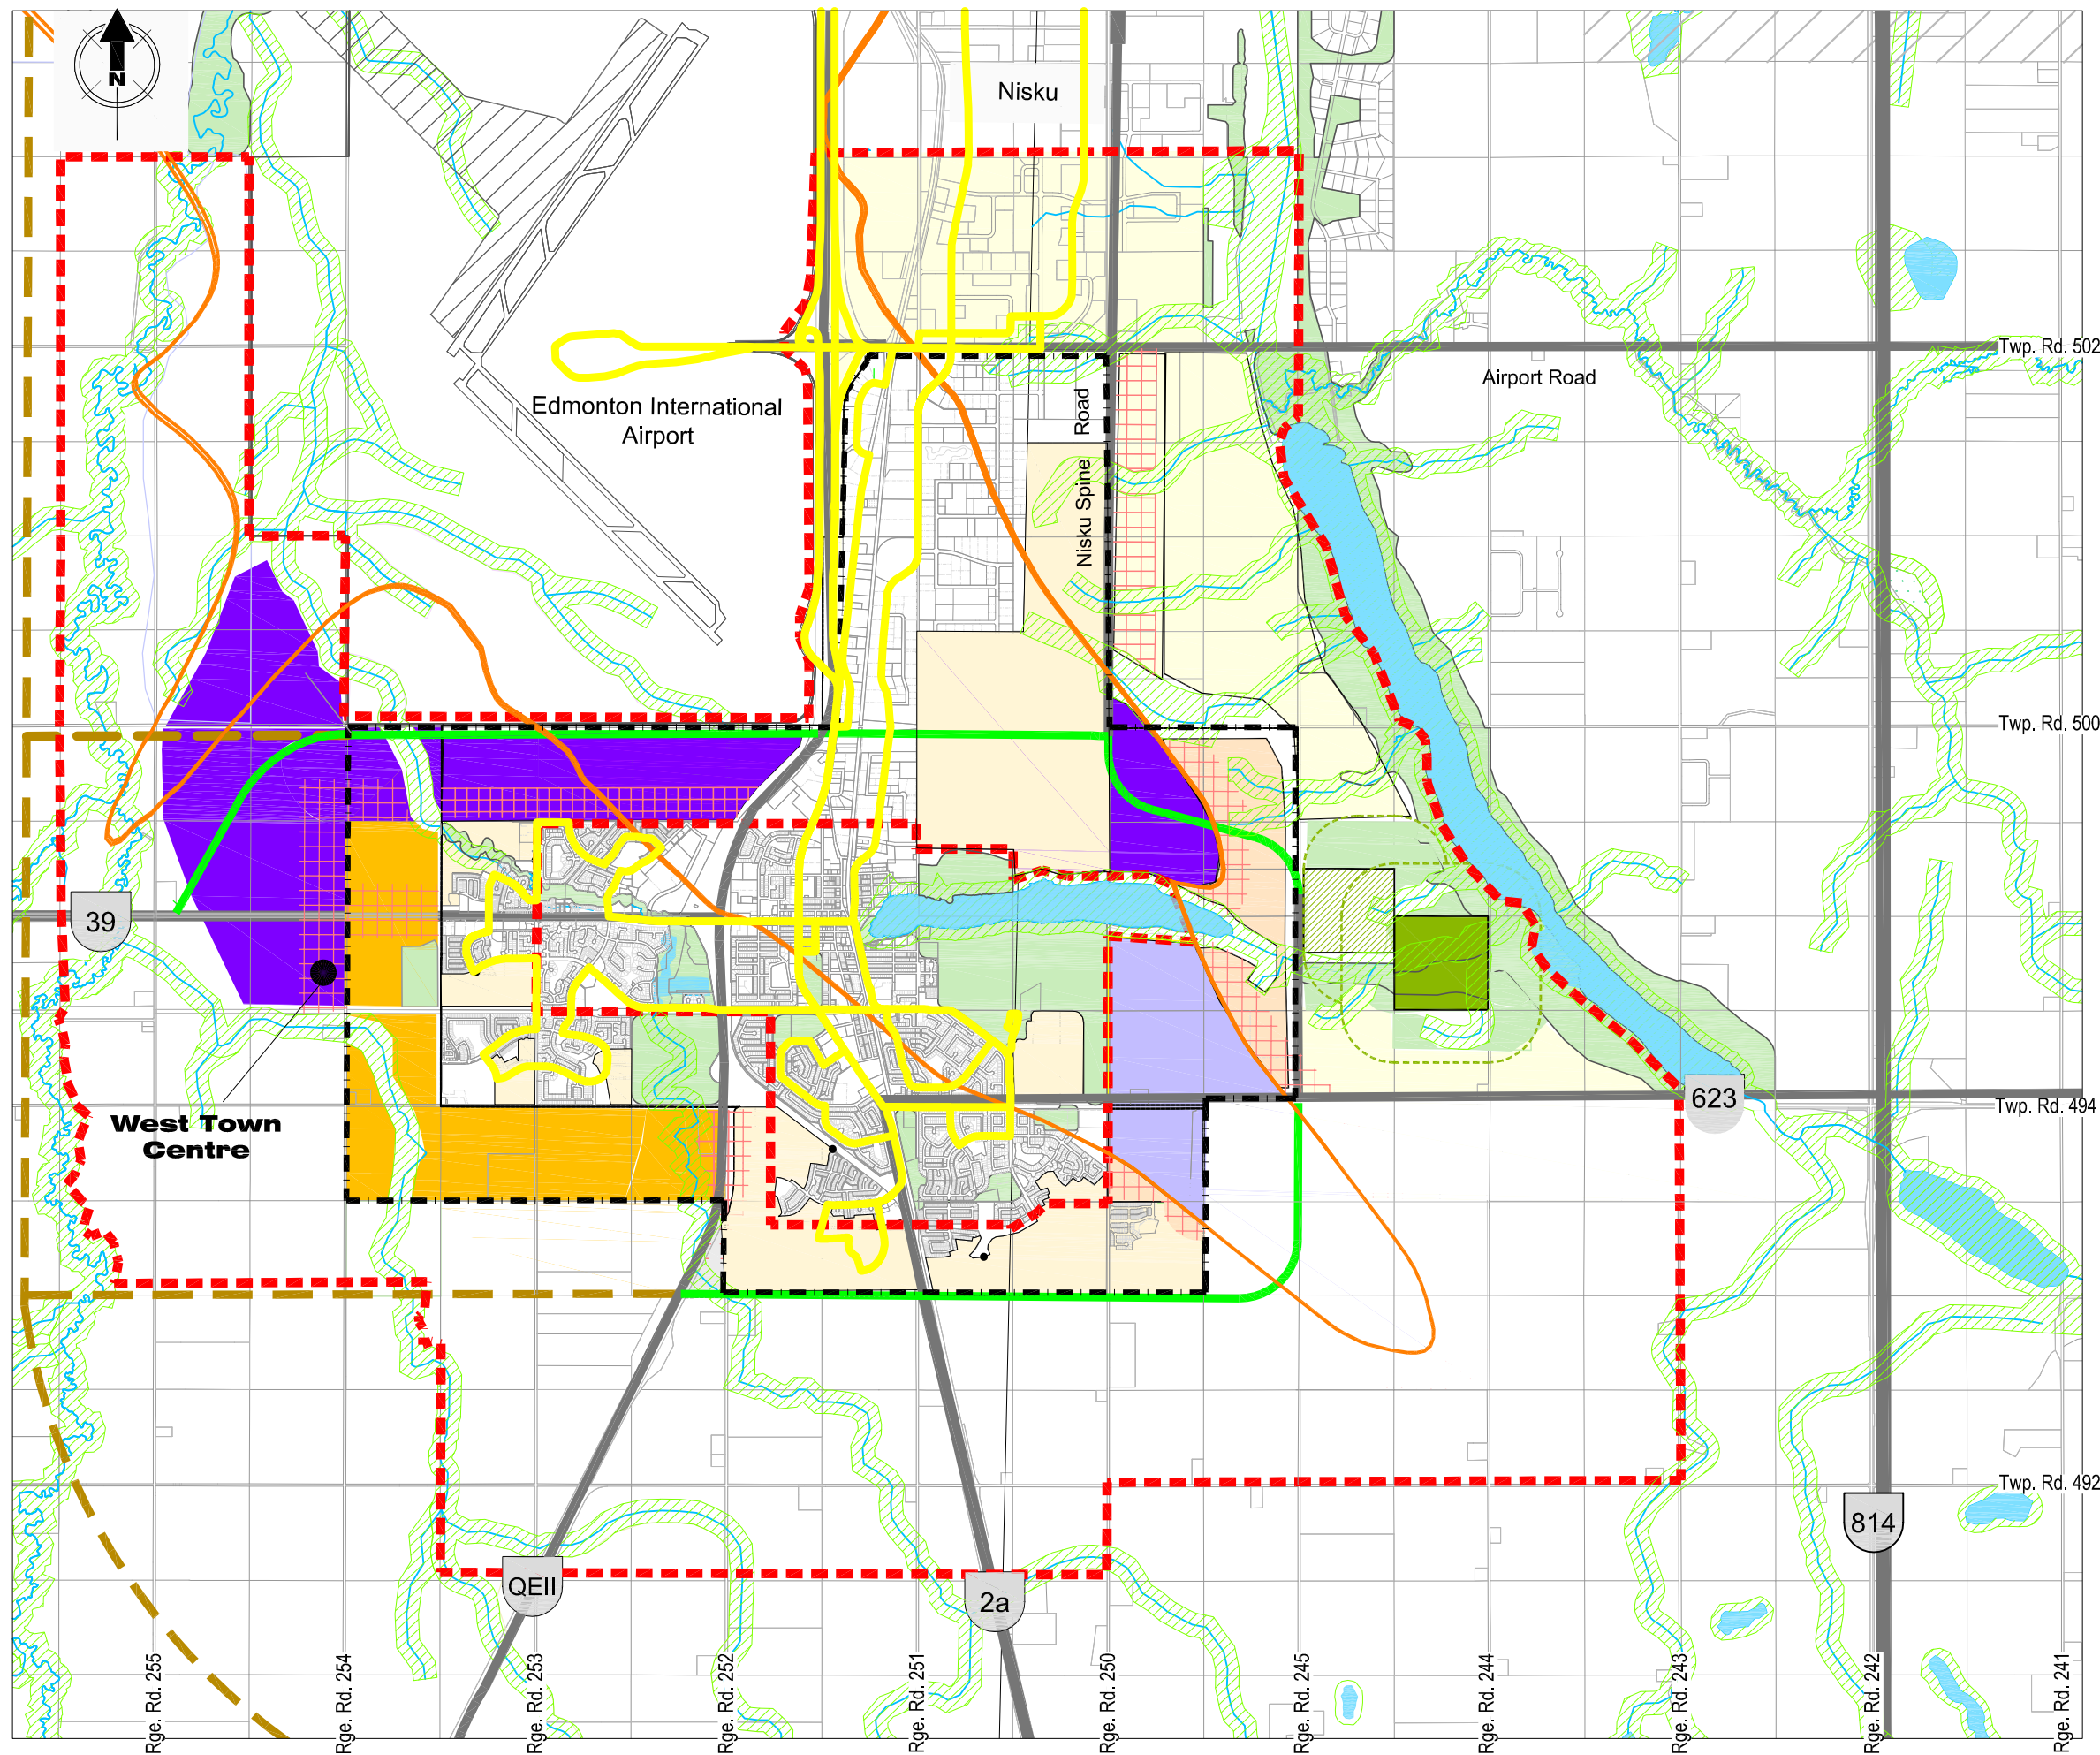 N
Nisku
Twp. Rd. 502
Airport Road
Edmonton International
Airport
Nisku Spine Road
Twp. Rd. 500
39
623
Twp. Rd. 494
West Town
Centre
Twp. Rd. 492
814
QEII
2a
Rge. Rd. 255
Rge. Rd. 254
Rge. Rd. 253
Rge. Rd. 252
Rge. Rd. 251
Rge. Rd. 250
Rge. Rd. 245
Rge. Rd. 244
Rge. Rd. 243
Rge. Rd. 242
Rge. Rd. 241